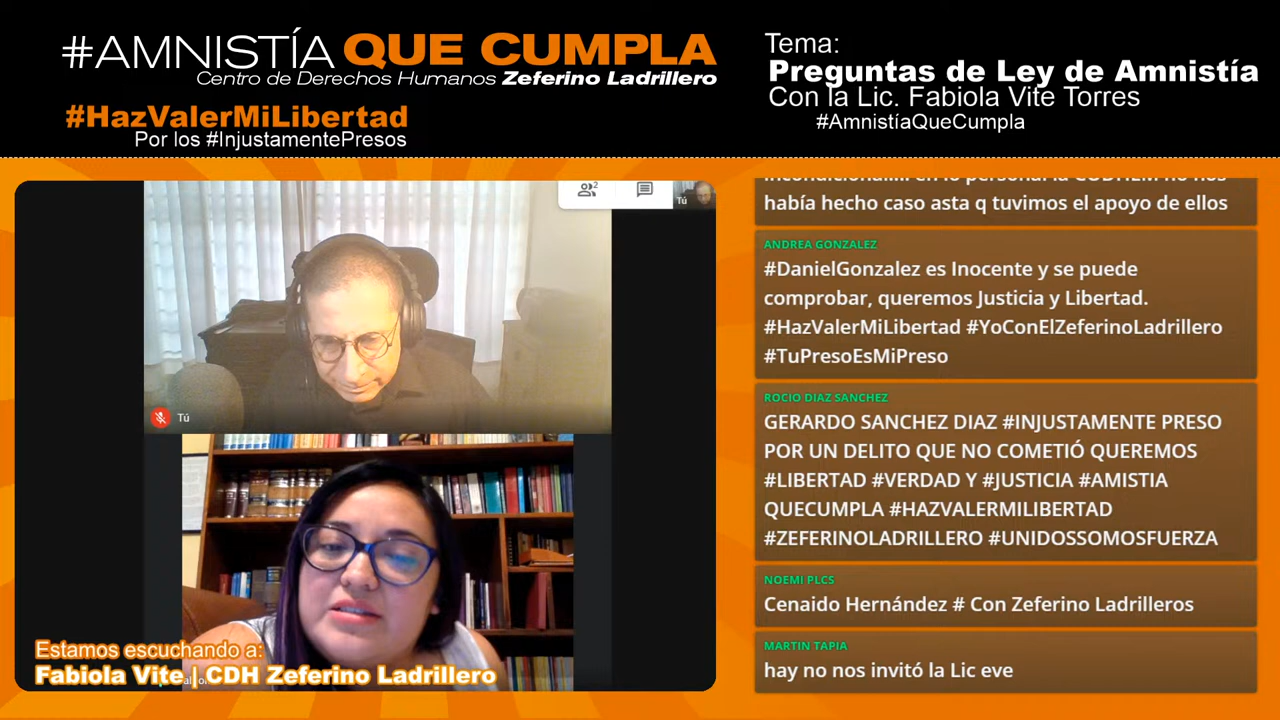 #AMNISTÍA QUE CUMPLA
Centro de Derechos Humanos Zeferino Ladrillero
#HazValerMiLibertad
Por los #InjustamentePresos
Tema:
Preguntas de Ley de Amnistía
Con la Lic. Fabiola Vite Torres
#AmnistíaQueCumpla
2
Tú
Tú
Estamos escuchando a:
Fabiola Vite | CDH Zeferino Ladrillero
había hecho caso asta q tuvimos el apoyo de ellos
ANDREA GONZALEZ
#DanielGonzalez es Inocente y se puede
comprobar, queremos Justicia y Libertad.
#HazValerMiLibertad #YoConElZeferinoLadrillero
#TuPresoEsMiPreso
ROCIO DIAZ SANCHEZ
GERARDO SANCHEZ DIAZ #INJUSTAMENTE PRESO
POR UN DELITO QUE NO COMETIÓ QUEREMOS
#LIBERTAD #VERDAD Y #JUSTICIA #AMISTIA
QUECUMPLA #HAZVALERMILIBERTAD
#ZEFERINOLADRILLERO #UNIDOSSOMOSFUERZA
NOEMI PLCS
Cenaido Hernández # Con Zeferino Ladrilleros
MARTIN TAPIA
hay no nos invitó la Lic eve